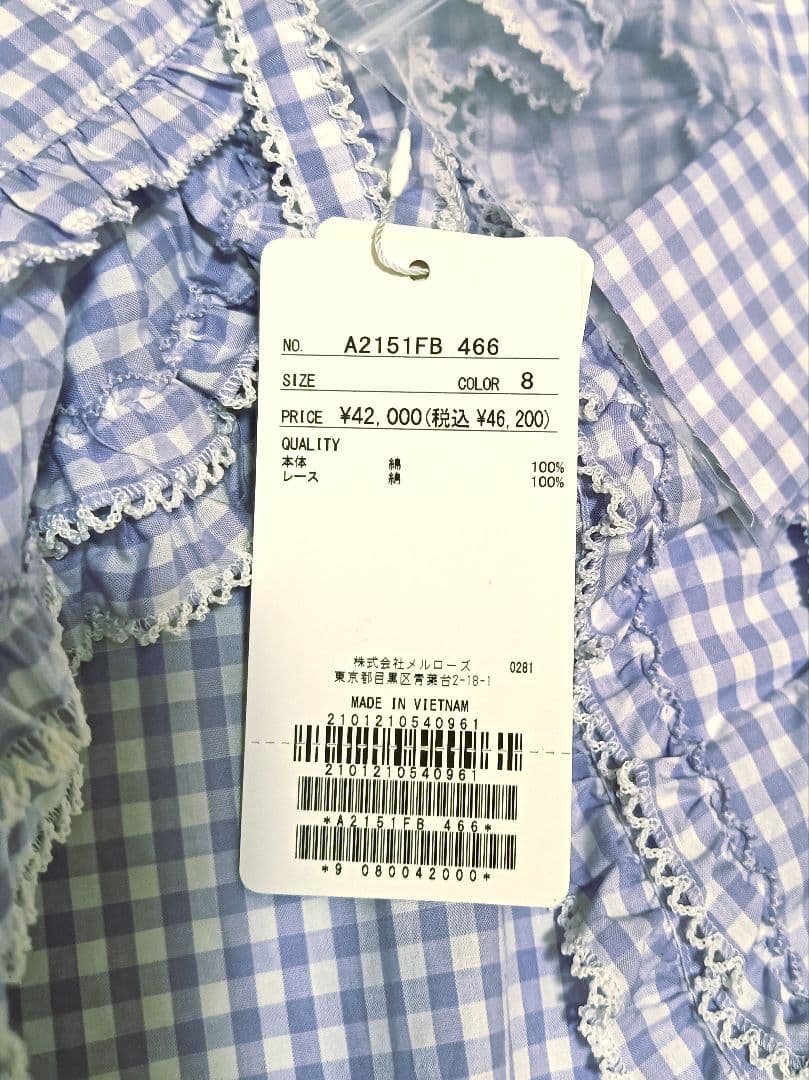 NO. A2151FB 466
SIZE COLOR 8
PRICE ¥42,000(税込 ¥46,200)
QUALITY
本体 綿 100%
レース 綿 100%
株式会社メルローズ 0281
東京都目黒区青葉台2-18-1
MADE IN VIETNAM
2101210540961
2101210540961
*A2151FB 466*
*9 080042000*